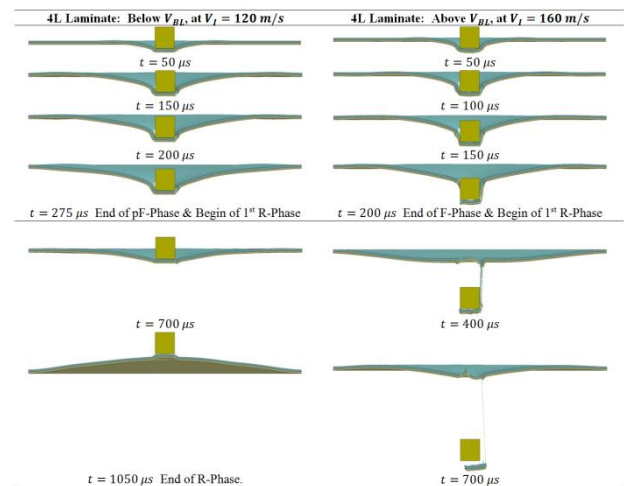 4L Laminate: Below V_BL, at V_I = 120 m/s
4L Laminate: Above V_BL, at V_I = 160 m/s
t = 50 μs
t = 50 μs
t = 150 μs
t = 100 μs
t = 200 μs
t = 150 μs
t = 275 μs End of pF-Phase & Begin of 1st R-Phase
t = 200 μs End of F-Phase & Begin of 1st R-Phase
t = 700 μs
t = 400 μs
t = 1050 μs End of R-Phase.
t = 700 μs